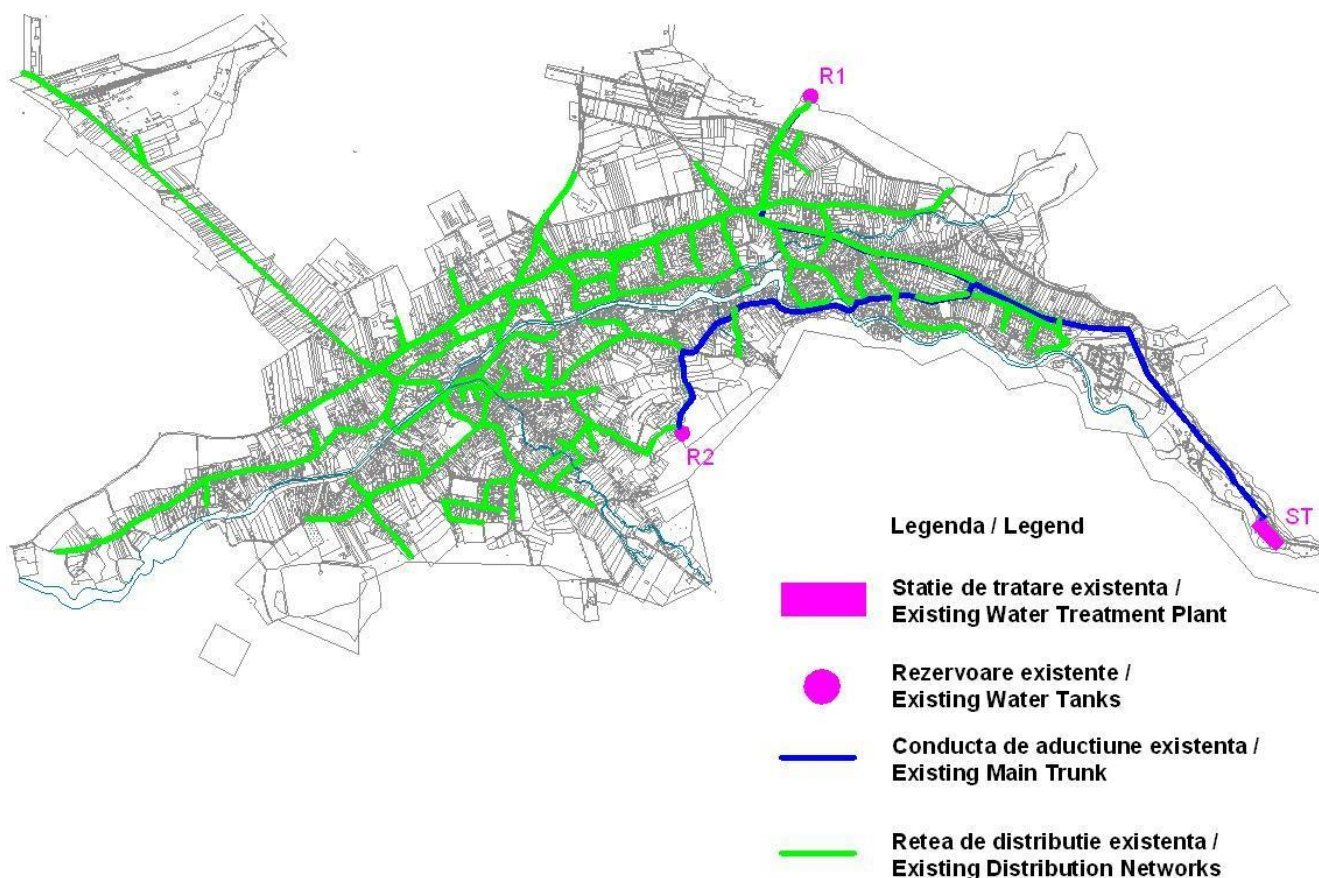 R1
R2
ST
Legenda / Legend
Statie de tratare existenta /
Existing Water Treatment Plant
Rezervoare existente /
Existing Water Tanks
Conducta de aductiune existenta /
Existing Main Trunk
Retea de distributie existenta /
Existing Distribution Networks